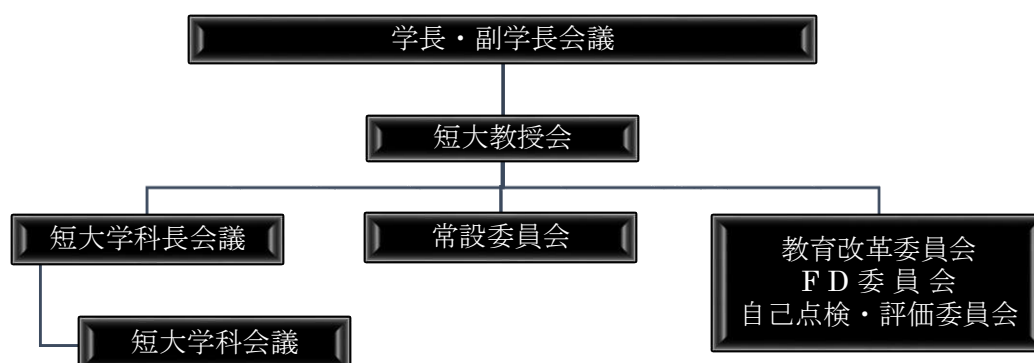 学長・副学長会議
短大教授会
短大学科長会議
常設委員会
教育改革委員会
ＦＤ委員会
自己点検・評価委員会
短大学科会議